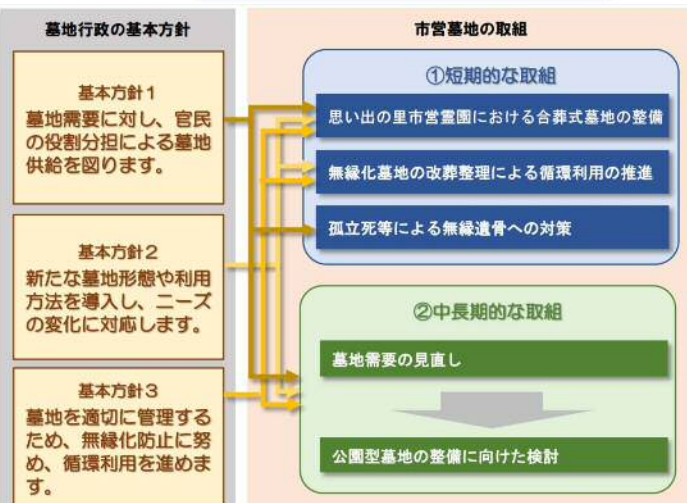 墓地行政の基本方針
基本方針1
墓地需要に対し、官民
の役割分担による墓地
供給を図ります。
基本方針2
新たな墓地形態や利用
方法を導入し、ニーズ
の変化に対応します。
基本方針3
墓地を適切に管理する
ため、無縁化防止に努
め、循環利用を進めま
す。
市営墓地の取組
①短期的な取組
思い出の里市営霊園における合葬式墓地の整備
無縁化墓地の改葬整理による循環利用の推進
孤立死等による無縁遺骨への対策
②中長期的な取組
墓地需要の見直し
公園型墓地の整備に向けた検討